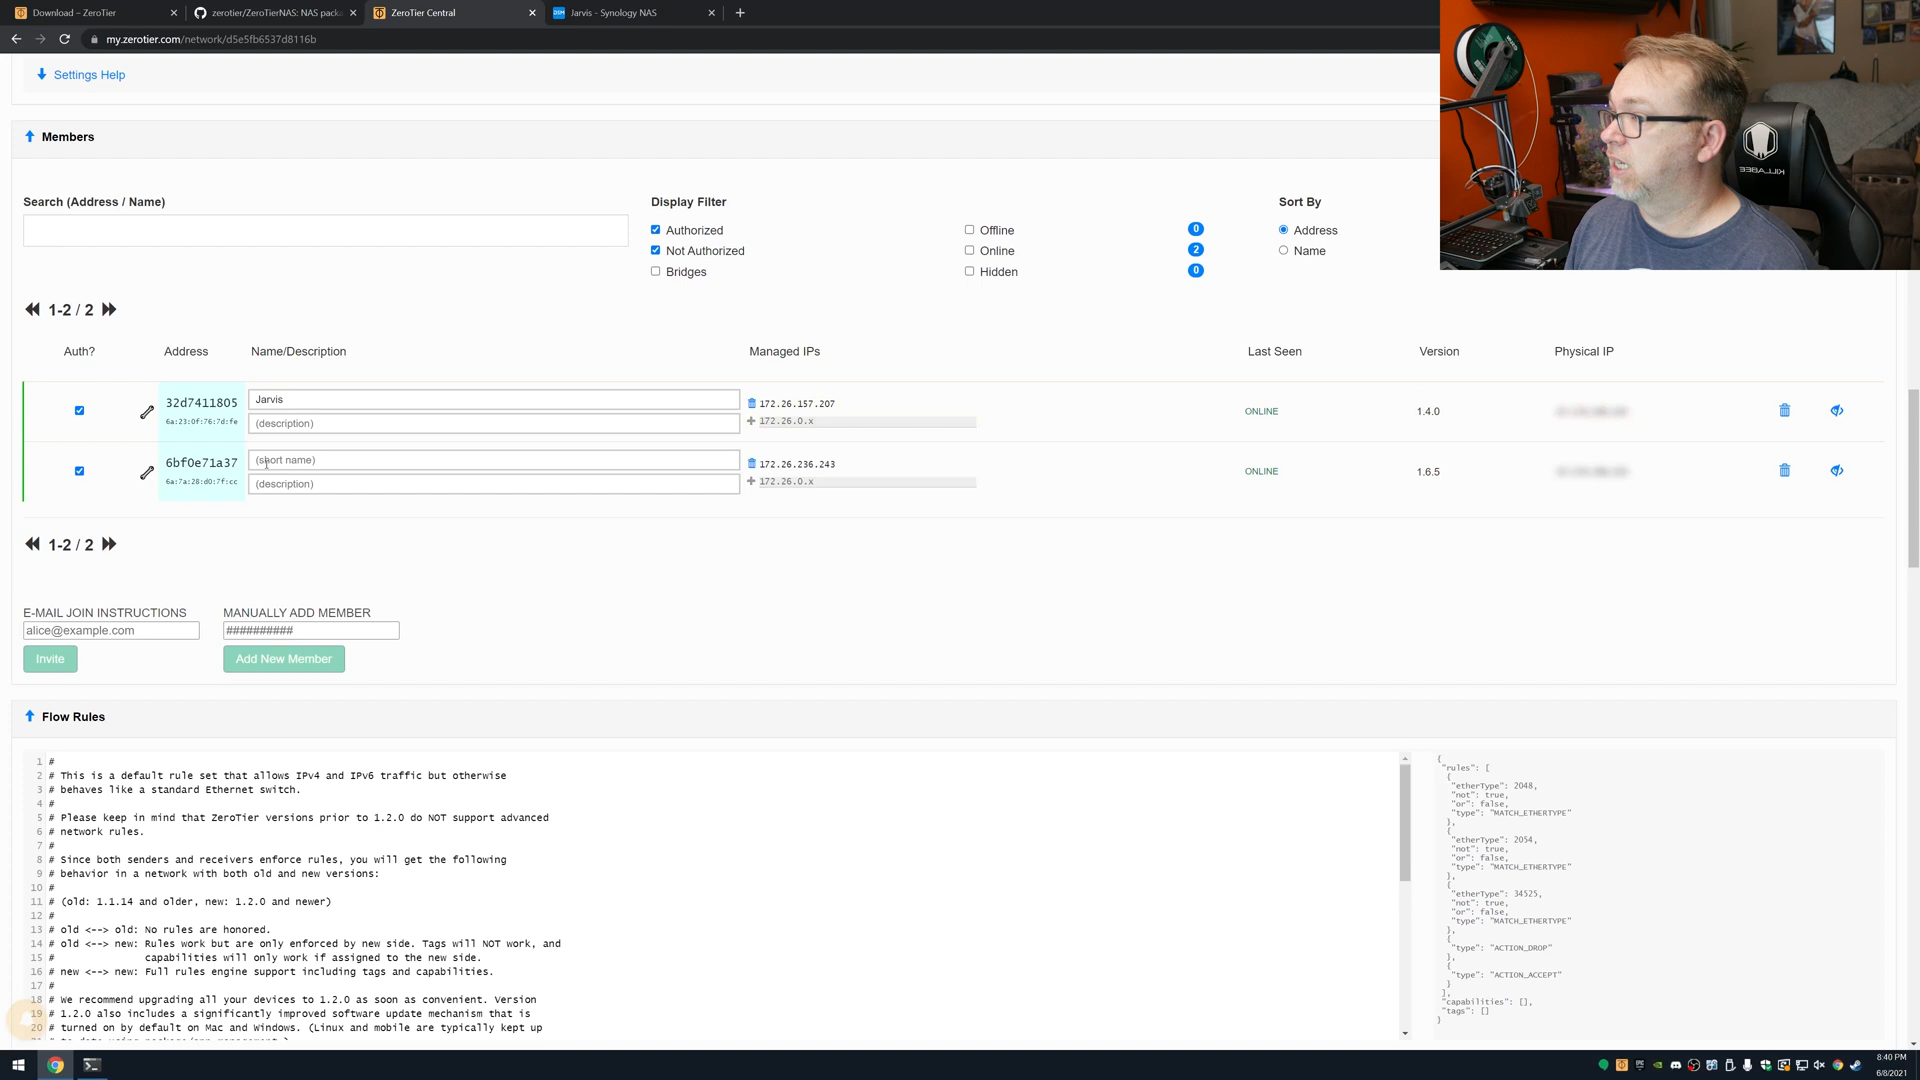 Download – ZeroTier
zerotier/ZeroTierNAS: NAS pack
ZeroTier Central
Jarvis - Synology NAS
my.zerotier.com/network/d5e5fb6537d8116b
Settings Help
Members
Search (Address / Name)
Display Filter
Sort By
Authorized
Offline
0
Address
Not Authorized
Online
2
Name
Bridges
Hidden
0
1-2 / 2
Auth?
Address
Name/Description
Managed IPs
Last Seen
Version
Physical IP
32d7411805
6a:23:0f:76:7d:fe
Jarvis
(description)
172.26.157.207
172.26.0.x
ONLINE
1.4.0
6bf0e71a37
6a:7a:28:d0:7f:cc
(short name)
(description)
172.26.236.243
172.26.0.x
ONLINE
1.6.5
1-2 / 2
E-MAIL JOIN INSTRUCTIONS
MANUALLY ADD MEMBER
alice@example.com
##########
Invite
Add New Member
Flow Rules
1 #
2 # This is a default rule set that allows IPv4 and IPv6 traffic but otherwise
3 # behaves like a standard Ethernet switch.
4 #
5 # Please keep in mind that ZeroTier versions prior to 1.2.0 do NOT support advanced
6 # network rules.
7 #
8 # Since both senders and receivers enforce rules, you will get the following
9 # behavior in a network with both old and new versions:
10 #
11 # (old: 1.1.14 and older, new: 1.2.0 and newer)
12 #
13 # old <--> old: No rules are honored.
14 # old <--> new: Rules work but are only enforced by new side. Tags will NOT work, and
15 # capabilities will only work if assigned to the new side.
16 # new <--> new: Full rules engine support including tags and capabilities.
17 #
18 # We recommend upgrading all your devices to 1.2.0 as soon as convenient. Version
19 # 1.2.0 also includes a significantly improved software update mechanism that is
20 # turned on by default on Mac and Windows. (Linux and mobile are typically kept up
{
"rules": [
{
"etherType": 2048,
"not": true,
"or": false,
"type": "MATCH_ETHERTYPE"
},
{
"etherType": 2054,
"not": true,
"or": false,
"type": "MATCH_ETHERTYPE"
},
{
"etherType": 34525,
"not": true,
"or": false,
"type": "MATCH_ETHERTYPE"
},
{
"type": "ACTION_DROP"
},
{
"type": "ACTION_ACCEPT"
}
],
"capabilities": [],
"tags": []
}
8:40 PM
6/8/2021